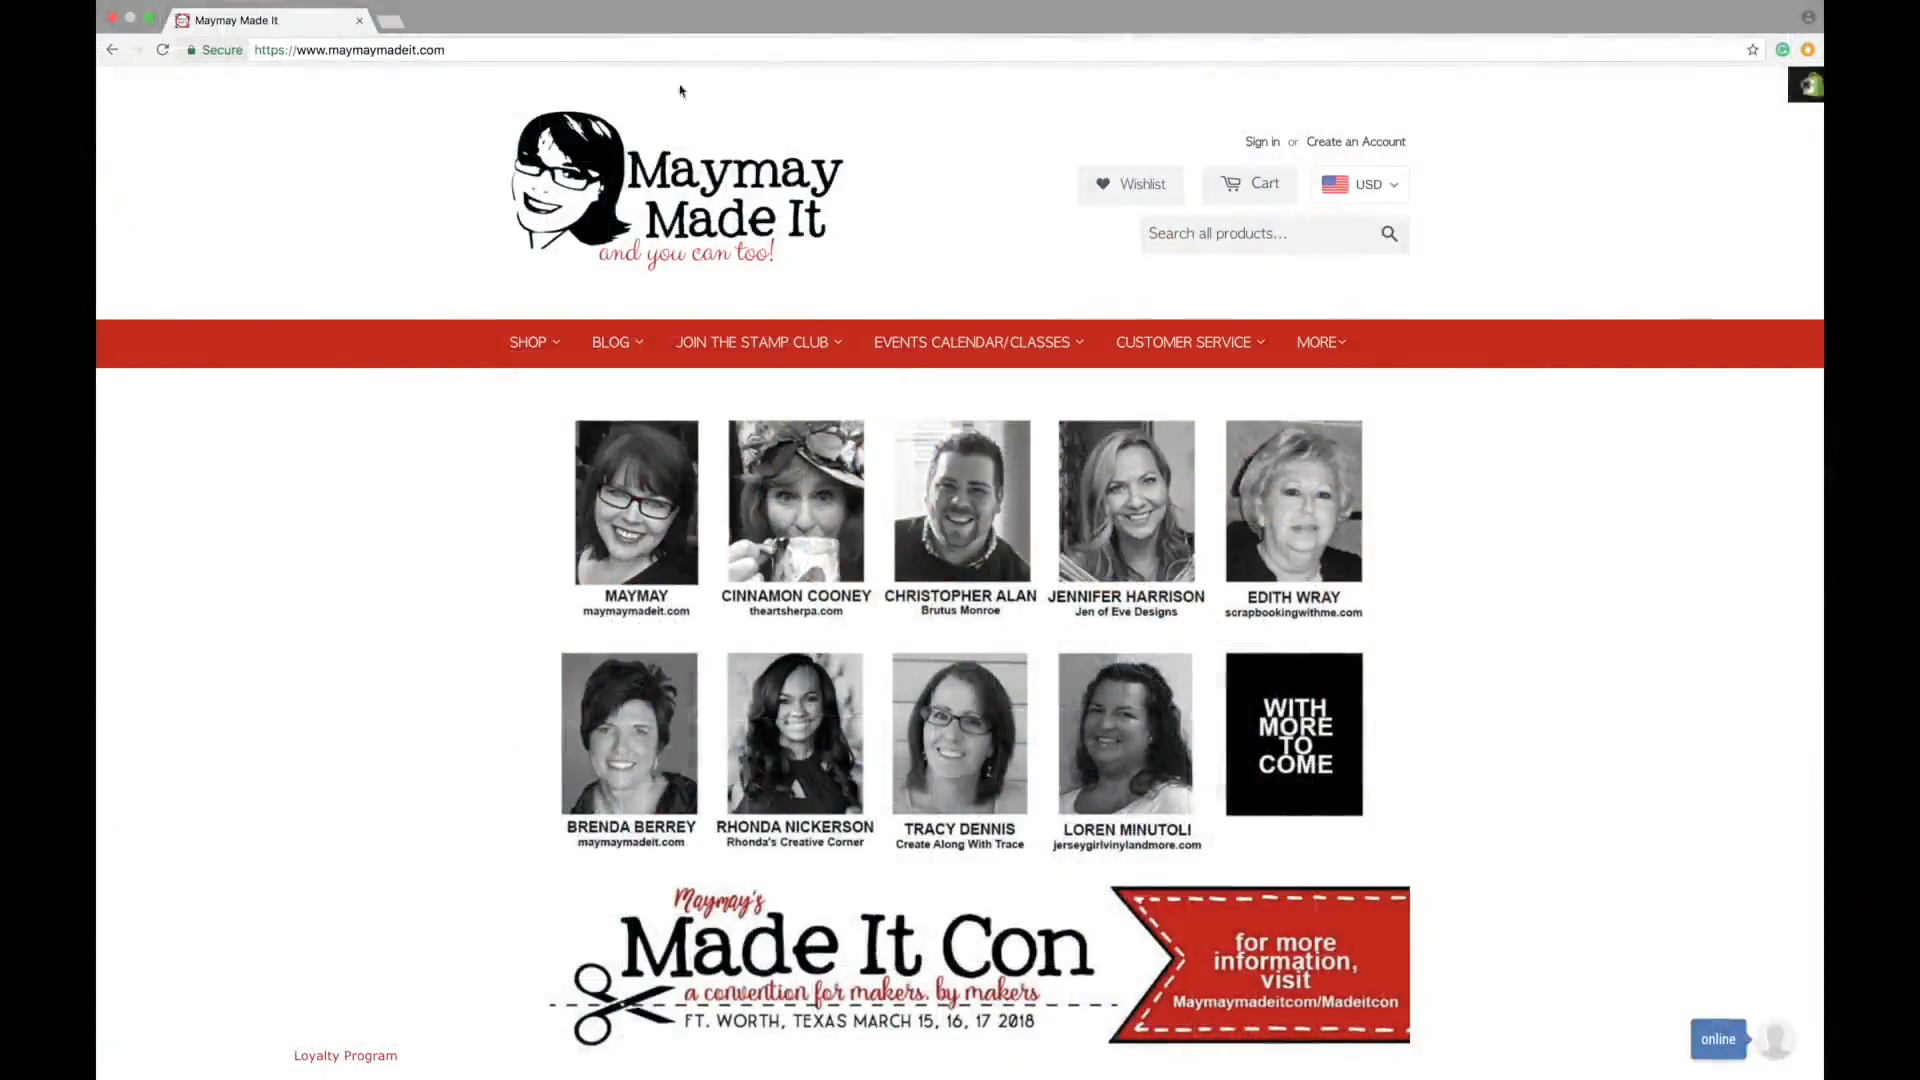 Maymay Made It
Secure https://www.maymaymadeit.com
Maymay
Made It
and you can too!
Sign in or Create an Account
Wishlist
Cart
USD
Search all products...
SHOP
BLOG
JOIN THE STAMP CLUB
EVENTS CALENDAR/CLASSES
CUSTOMER SERVICE
MORE
MAYMAY
maymaymadeit.com
CINNAMON COONEY
theartsherpa.com
CHRISTOPHER ALAN
Brutus Monroe
JENNIFER HARRISON
Jen of Eve Designs
EDITH WRAY
scrapbookingwithme.com
BRENDA BERREY
maymaymadeit.com
RHONDA NICKERSON
Rhonda's Creative Corner
TRACY DENNIS
Create Along With Trace
LOREN MINUTOLI
jerseygirlvinylandmore.com
WITH
MORE
TO
COME
Maymay's
Made It Con
a convention for makers, by makers
FT. WORTH, TEXAS MARCH 15, 16, 17 2018
for more
information,
visit
Maymaymadeitcom/Madeitcon
Loyalty Program
online